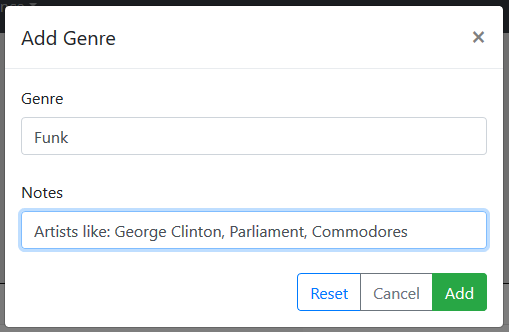 Add Genre ×
Genre
Funk
Notes
Artists like: George Clinton, Parliament, Commodores
Reset Cancel Add